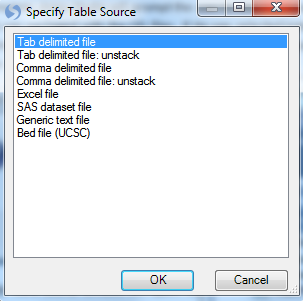 Specify Table Source
Tab delimited file
Tab delimited file: unstack
Comma delimited file
Comma delimited file: unstack
Excel file
SAS dataset file
Generic text file
Bed file (UCSC)
OK
Cancel